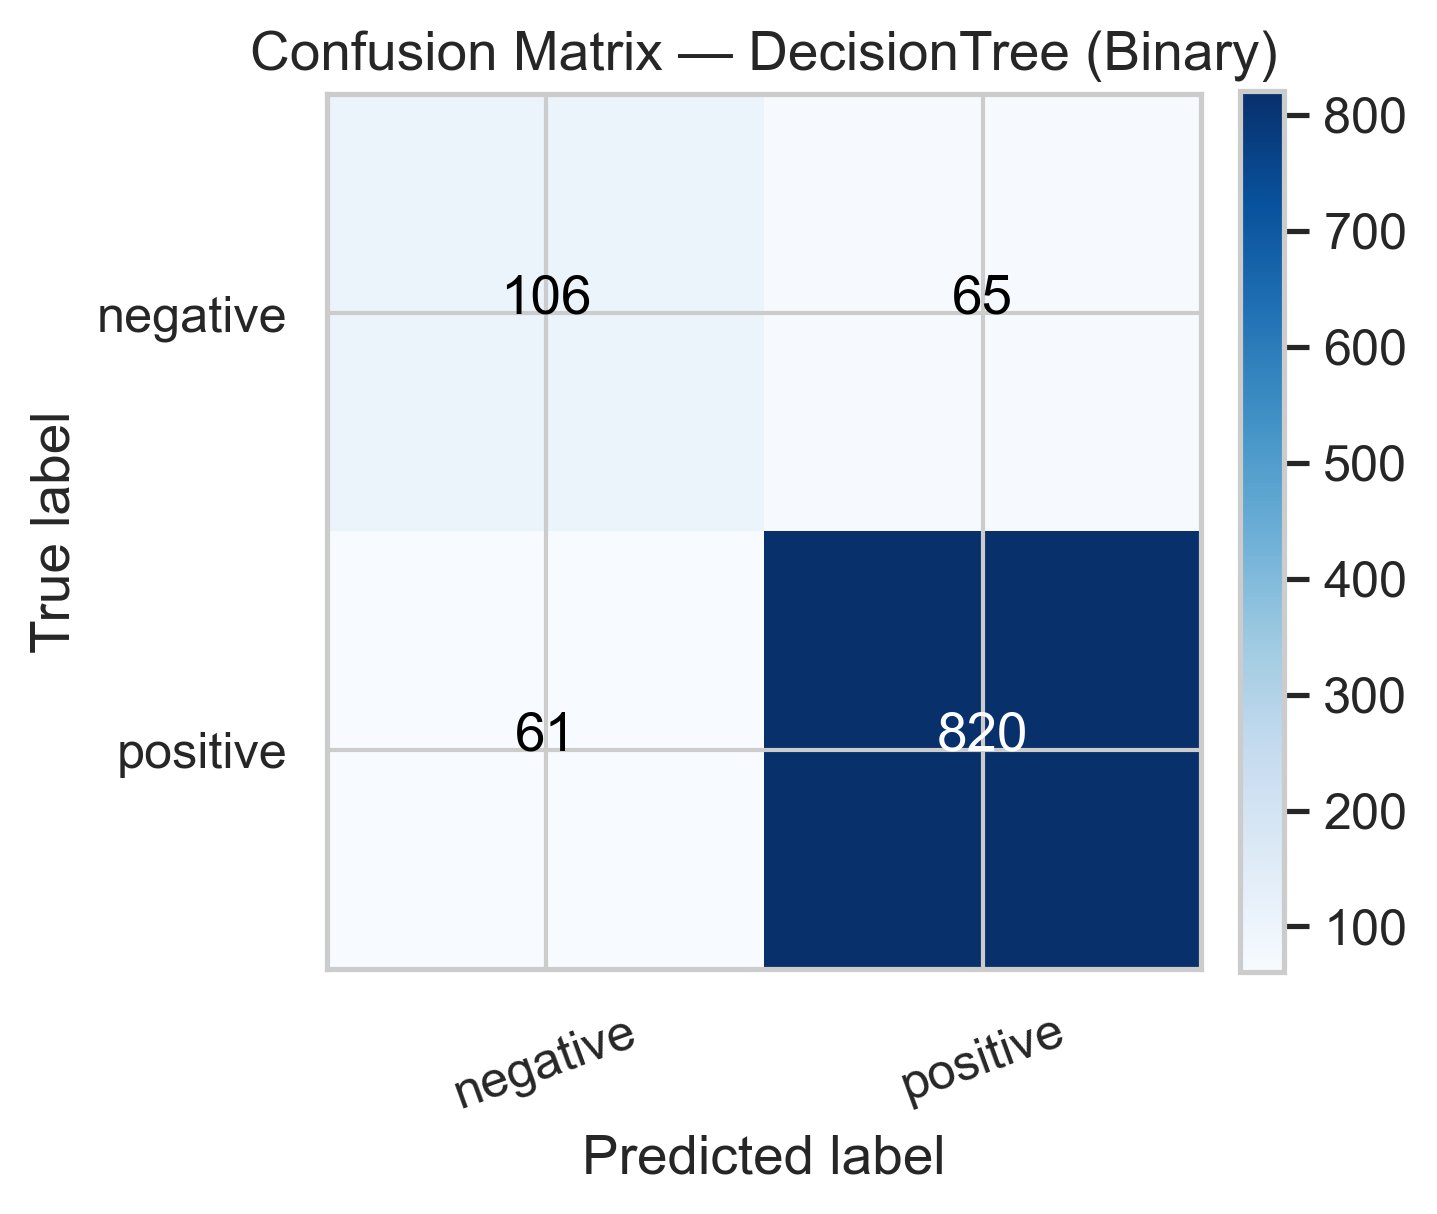 Confusion Matrix — DecisionTree (Binary)
800
700
600
500
400
300
200
100
True label
negative
106
65
positive
61
820
negative
positive
Predicted label